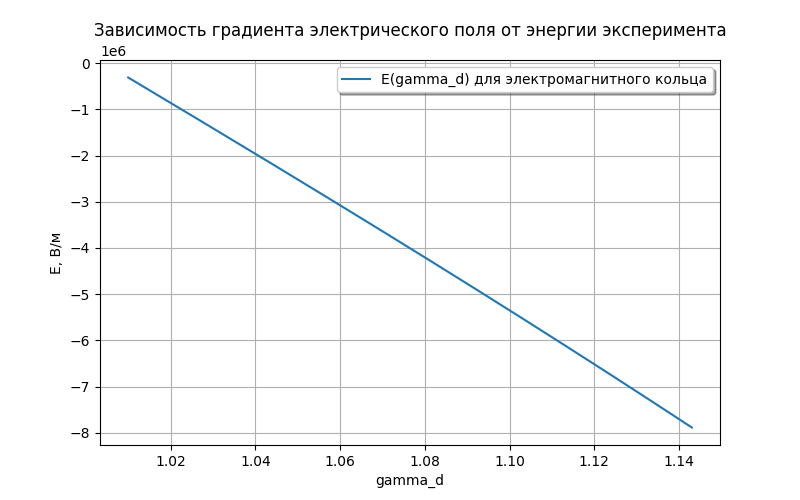 Зависимость градиента электрического поля от энергии эксперимента
1e6
E(gamma_d) для электромагнитного кольца
0
−1
−2
−3
−4
−5
−6
−7
−8
E, В/м
1.02 1.04 1.06 1.08 1.10 1.12 1.14
gamma_d